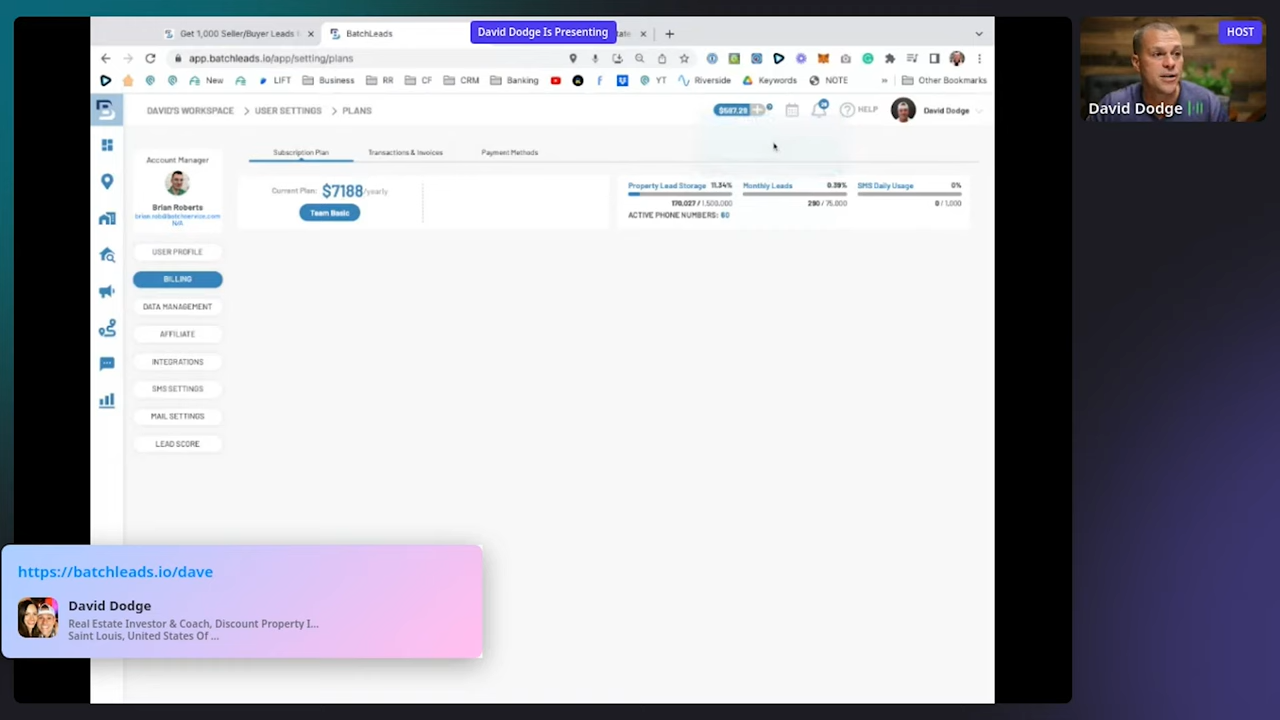 David Dodge Is Presenting
HOST
David Dodge
Get 1,000 Seller/Buyer Leads
BatchLeads
app.batchleads.io/app/setting/plans
New LIFT Business RR CF CRM Banking YT Riverside Keywords NOTE » Other Bookmarks
DAVID'S WORKSPACE > USER SETTINGS > PLANS
HELP
David Dodge
Account Manager
Brian Roberts
N/A
Subscription Plan
Transactions & Invoices
Payment Methods
Current Plan: $7188/yearly
Team Basic
Property Lead Storage 11.34%
170,027 / 1,500,000
Monthly Leads 0.39%
290 / 75,000
SMS Daily Usage 0%
0 / 1,000
ACTIVE PHONE NUMBERS: 60
USER PROFILE
BILLING
DATA MANAGEMENT
AFFILIATE
INTEGRATIONS
SMS SETTINGS
MAIL SETTINGS
LEAD SCORE
https://batchleads.io/dave
David Dodge
Real Estate Investor & Coach, Discount Property I...
Saint Louis, United States Of ...